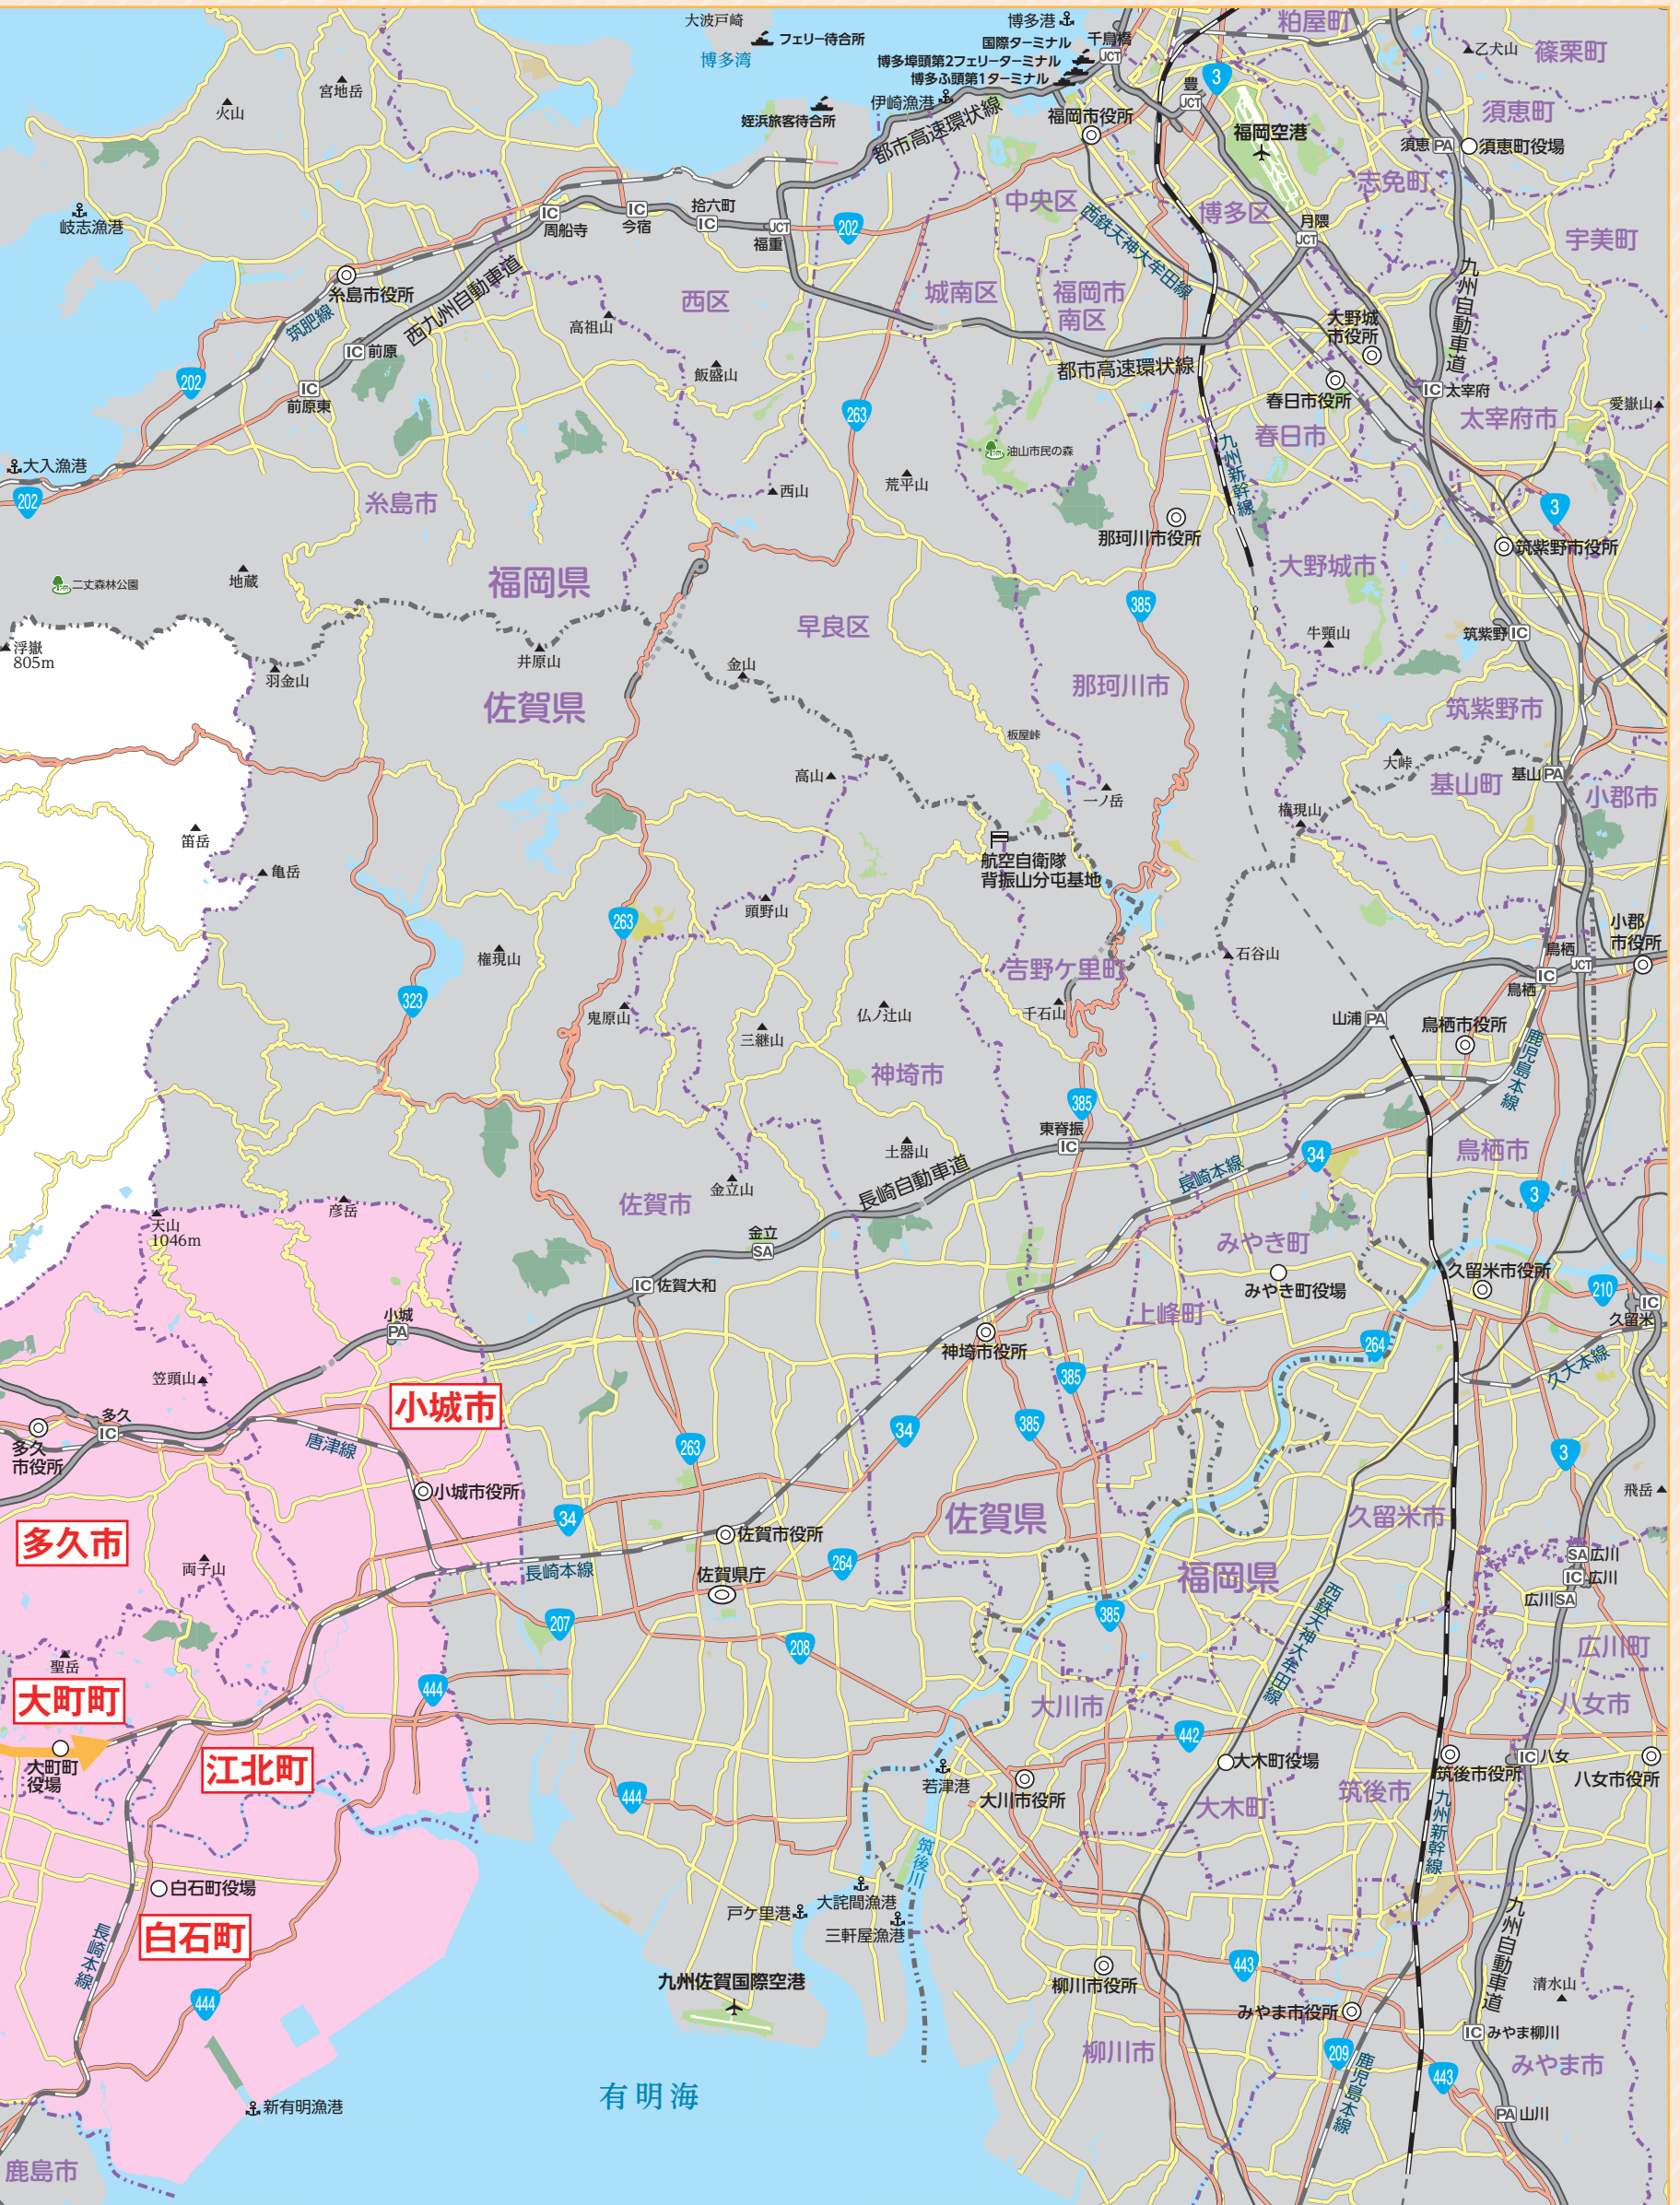 大波戸崎
フェリー待合所
博多湾
博多港
国際ターミナル
千鳥橋
JCT
博多埠頭第2フェリーターミナル
博多ふ頭第1ターミナル
粕屋町
乙犬山
篠栗町
宮地岳
火山
姪浜旅客待合所
伊崎漁港
都市高速環状線
福岡市役所
豊
JCT
3
福岡空港
須恵町
須恵
PA
須恵町役場
志免町
岐志漁港
IC
周船寺
IC
今宿
拾六町
IC
JCT
福重
202
中央区
西鉄天神大牟田線
博多区
月隈
JCT
宇美町
九州自動車道
糸島市役所
筑肥線
西九州自動車道
高祖山
西区
城南区
福岡市
南区
大野城
市役所
IC
前原
202
IC
前原東
飯盛山
263
都市高速環状線
春日市役所
IC
太宰府
愛嶽山
太宰府市
春日市
九州新幹線
油山市民の森
大入漁港
202
糸島市
西山
荒平山
那珂川市役所
3
筑紫野市役所
大野城市
二丈森林公園
地蔵
福岡県
385
早良区
牛頸山
筑紫野
IC
浮嶽
805m
羽金山
井原山
金山
佐賀県
那珂川市
筑紫野市
板屋峠
大峠
高山
一ノ岳
基山
PA
基山町
小郡市
権現山
笛岳
亀岳
航空自衛隊
背振山分屯基地
頭野山
263
権現山
小郡
市役所
鳥栖
JCT
IC
鳥栖
石谷山
吉野ケ里町
323
鬼原山
三継山
仏ノ辻山
千石山
山浦
PA
鳥栖市役所
鹿児島本線
神埼市
385
東脊振
IC
土器山
長崎自動車道
長崎本線
34
鳥栖市
3
佐賀市
金立山
彦岳
天山
1046m
金立
SA
みやき町
みやき町役場
久留米市役所
210
IC
久留米
IC
佐賀大和
上峰町
264
久大本線
小城
PA
神埼市役所
385
笠頭山
小城市
多久
IC
多久
市役所
唐津線
34
385
263
3
飛岳
小城市役所
34
佐賀市役所
佐賀県
久留米市
多久市
両子山
長崎本線
佐賀県庁
264
福岡県
SA
広川
IC
広川
広川
SA
西鉄天神大牟田線
385
207
208
広川町
聖岳
大町町
444
大川市
八女市
442
大町町
役場
江北町
若津港
大川市役所
大木町役場
筑後市役所
IC
八女
八女市役所
444
大木町
筑後市
九州新幹線
筑後川
白石町役場
大詫間漁港
戸ケ里港
三軒屋漁港
白石町
長崎本線
九州佐賀国際空港
柳川市役所
443
九州自動車道
清水山
444
みやま市役所
IC
みやま柳川
209
柳川市
443
みやま市
有明海
鹿児島本線
新有明漁港
PA
山川
鹿島市